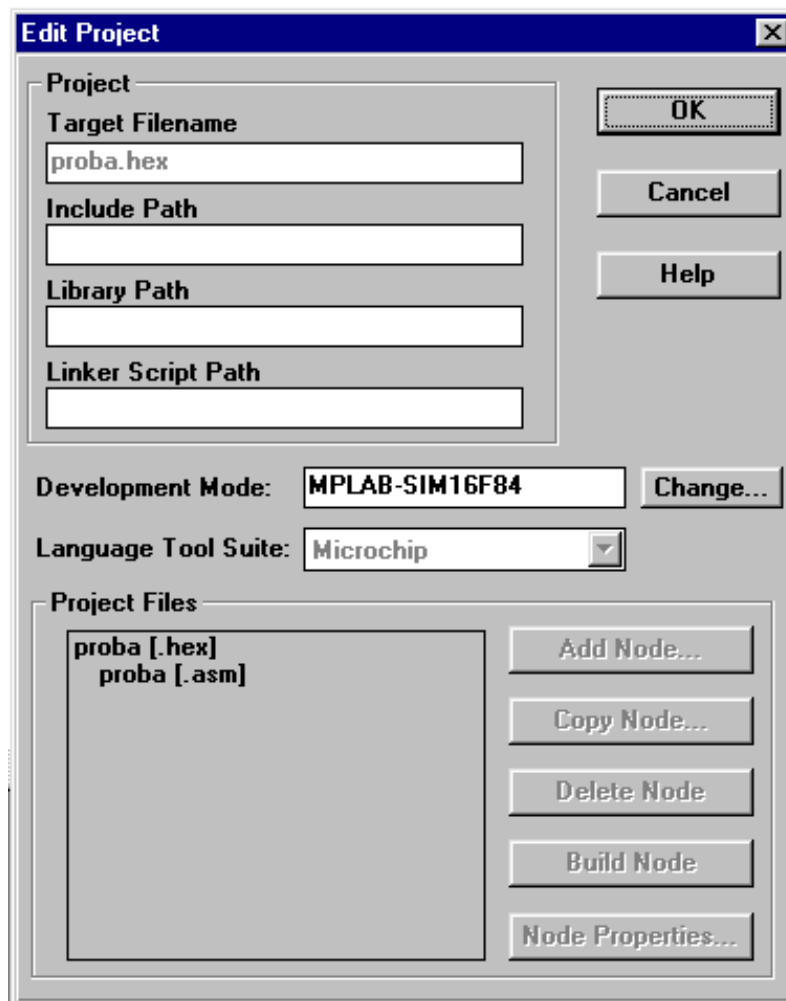 Edit Project
Project
Target Filename
proba.hex
Include Path
Library Path
Linker Script Path
OK
Cancel
Help
Development Mode: MPLAB-SIM16F84 Change...
Language Tool Suite: Microchip
Project Files
proba [.hex]
proba [.asm]
Add Node...
Copy Node...
Delete Node
Build Node
Node Properties...